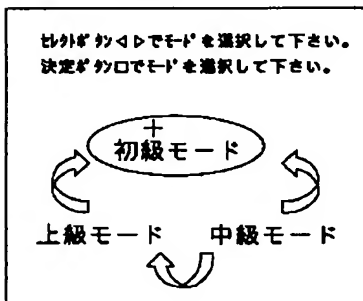 ｾﾚｸﾄﾎﾞﾀﾝ◁▷でﾓｰﾄﾞを選択して下さい。
決定ﾎﾞﾀﾝ□でﾓｰﾄﾞを選択して下さい。
初級モード
上級モード 中級モード